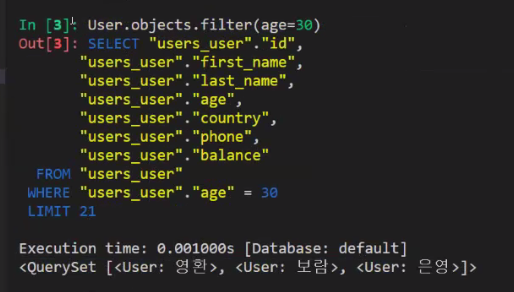 In [3]: User.objects.filter(age=30)
Out[3]: SELECT "users_user"."id",
"users_user"."first_name",
"users_user"."last_name",
"users_user"."age",
"users_user"."country",
"users_user"."phone",
"users_user"."balance"
FROM "users_user"
WHERE "users_user"."age" = 30
LIMIT 21
Execution time: 0.001000s [Database: default]
<QuerySet [<User: 영환>, <User: 보람>, <User: 은영>]>